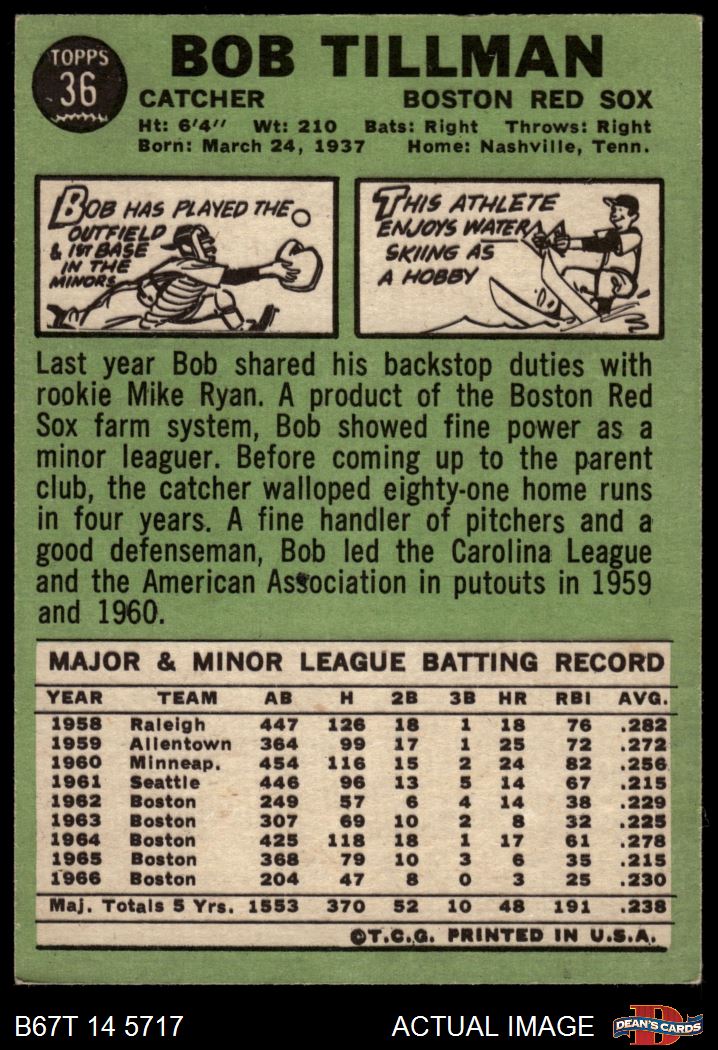 TOPPS
36
BOB TILLMAN
CATCHER BOSTON RED SOX
Ht: 6'4" Wt: 210 Bats: Right Throws: Right
Born: March 24, 1937 Home: Nashville, Tenn.
BOB HAS PLAYED THE
OUTFIELD
& 1ST BASE
IN THE
MINORS
THIS ATHLETE
ENJOYS WATER
SKIING AS
A HOBBY
Last year Bob shared his backstop duties with
rookie Mike Ryan. A product of the Boston Red
Sox farm system, Bob showed fine power as a
minor leaguer. Before coming up to the parent
club, the catcher walloped eighty-one home runs
in four years. A fine handler of pitchers and a
good defenseman, Bob led the Carolina League
and the American Association in putouts in 1959
and 1960.
MAJOR & MINOR LEAGUE BATTING RECORD
YEAR TEAM AB H 2B 3B HR RBI AVG.
1958 Raleigh 447 126 18 1 18 76 .282
1959 Allentown 364 99 17 1 25 72 .272
1960 Minneap. 454 116 15 2 24 82 .256
1961 Seattle 446 96 13 5 14 67 .215
1962 Boston 249 57 6 4 14 38 .229
1963 Boston 307 69 10 2 8 32 .225
1964 Boston 425 118 18 1 17 61 .278
1965 Boston 368 79 10 3 6 35 .215
1966 Boston 204 47 8 0 3 25 .230
Maj. Totals 5 Yrs. 1553 370 52 10 48 191 .238
©T.C.G. PRINTED IN U.S.A.
B67T 14 5717 ACTUAL IMAGE
D
DEAN'S CARDS